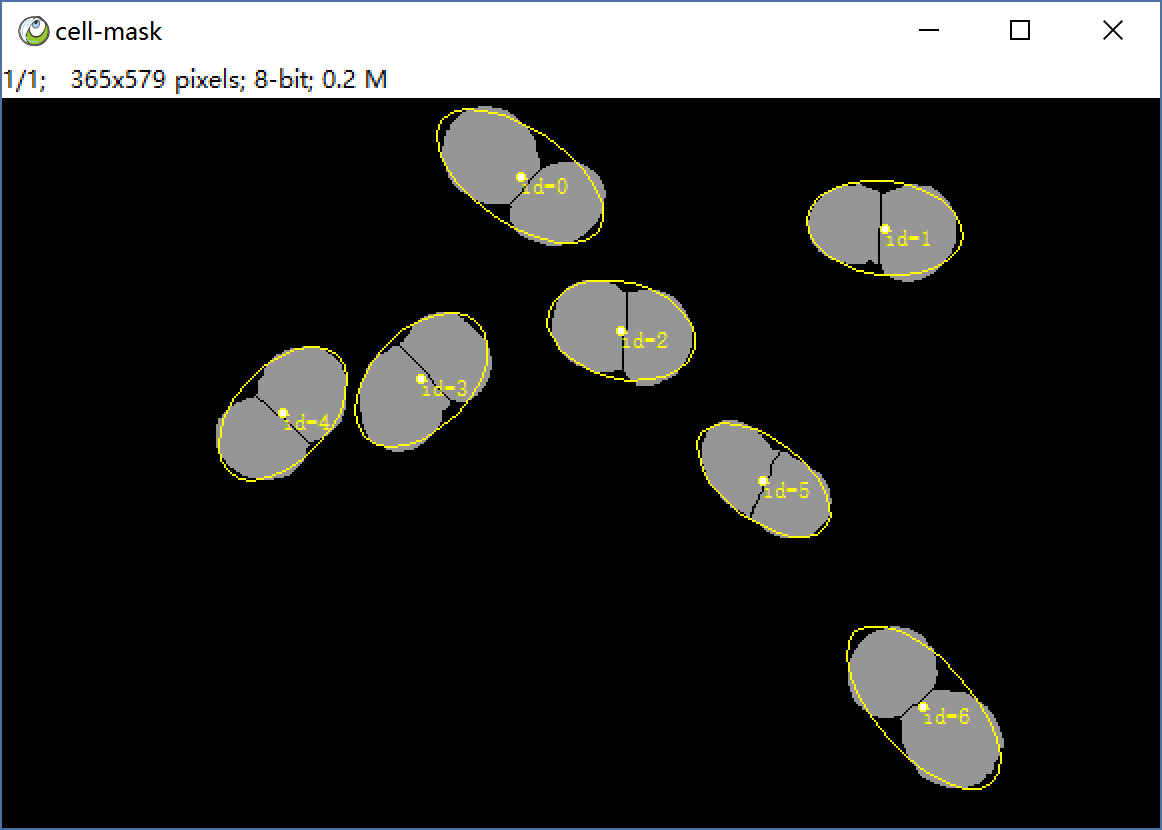 cell-mask
1/1; 365x579 pixels; 8-bit; 0.2 M
id=0
id=1
id=2
id=3
id=4
id=5
id=6